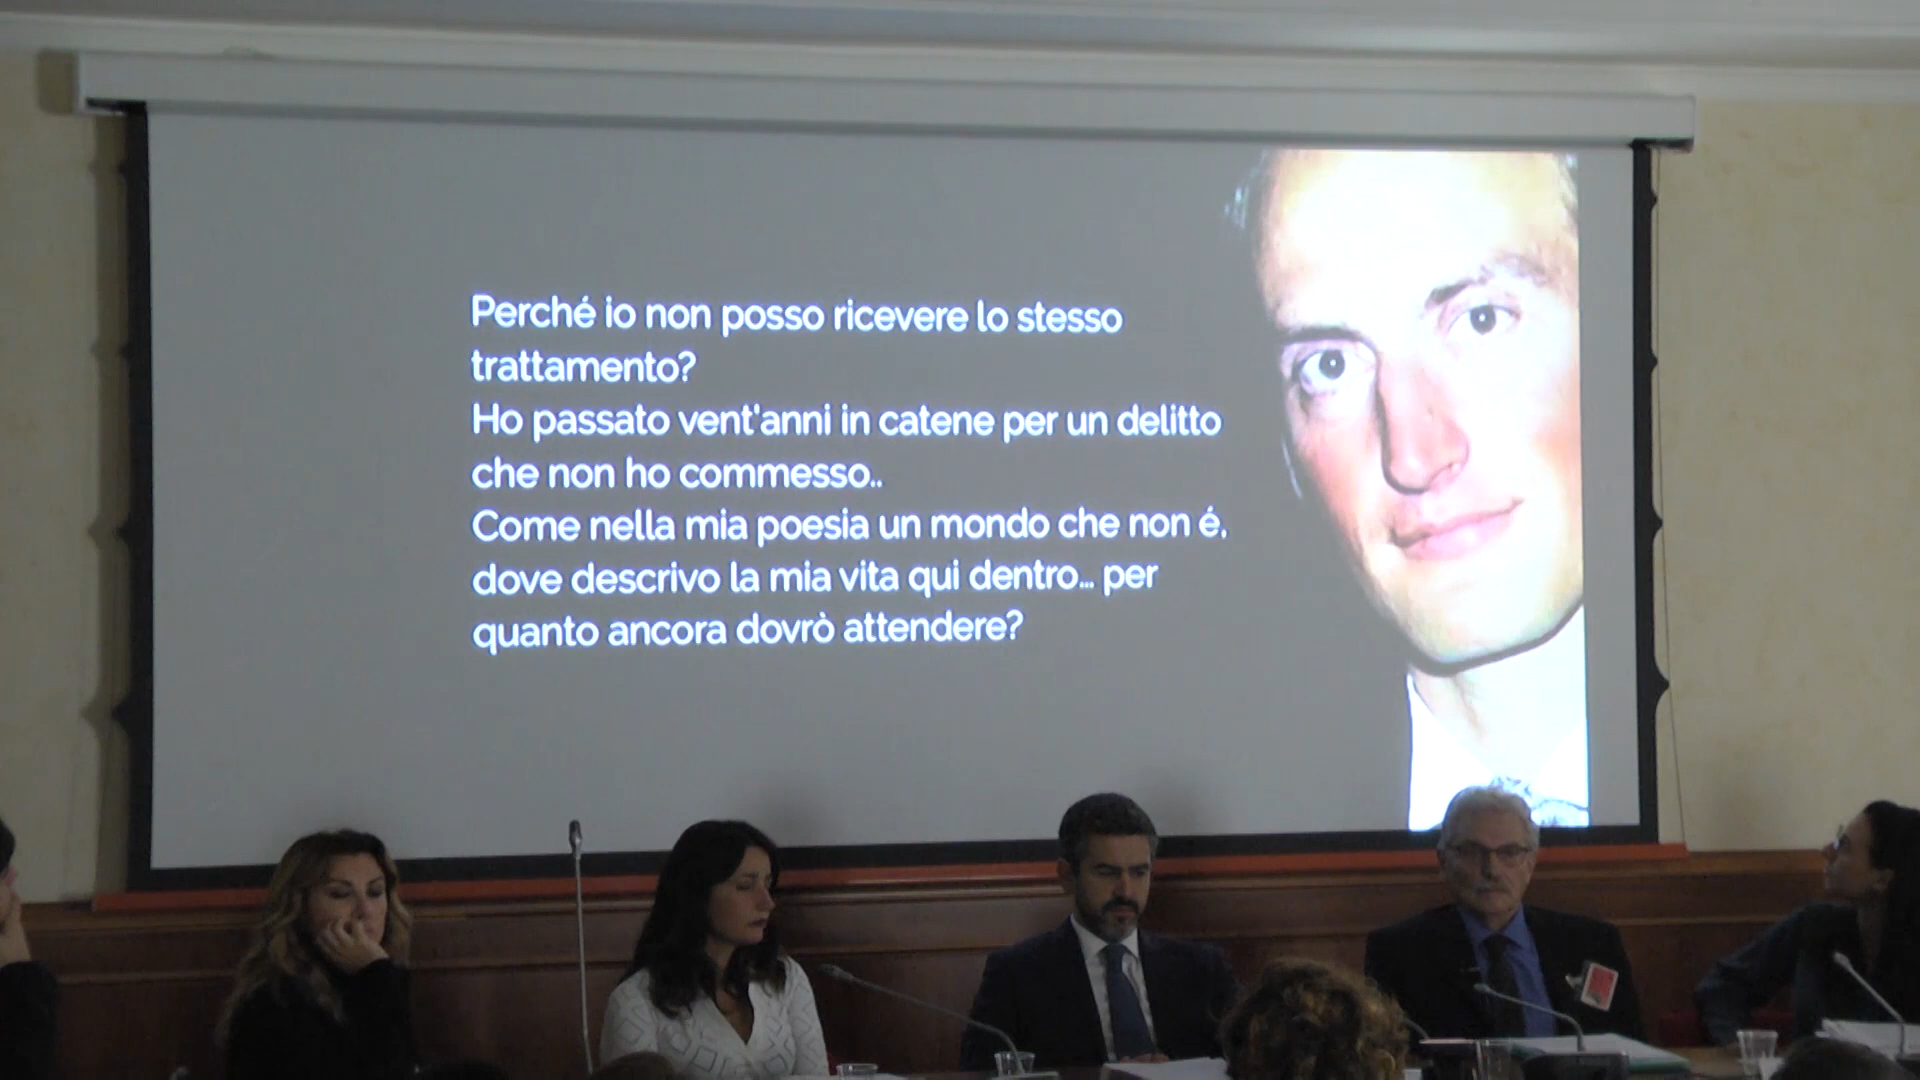 Perché io non posso ricevere lo stesso
trattamento?
Ho passato vent'anni in catene per un delitto
che non ho commesso..
Come nella mia poesia un mondo che non é,
dove descrivo la mia vita qui dentro... per
quanto ancora dovrò attendere?